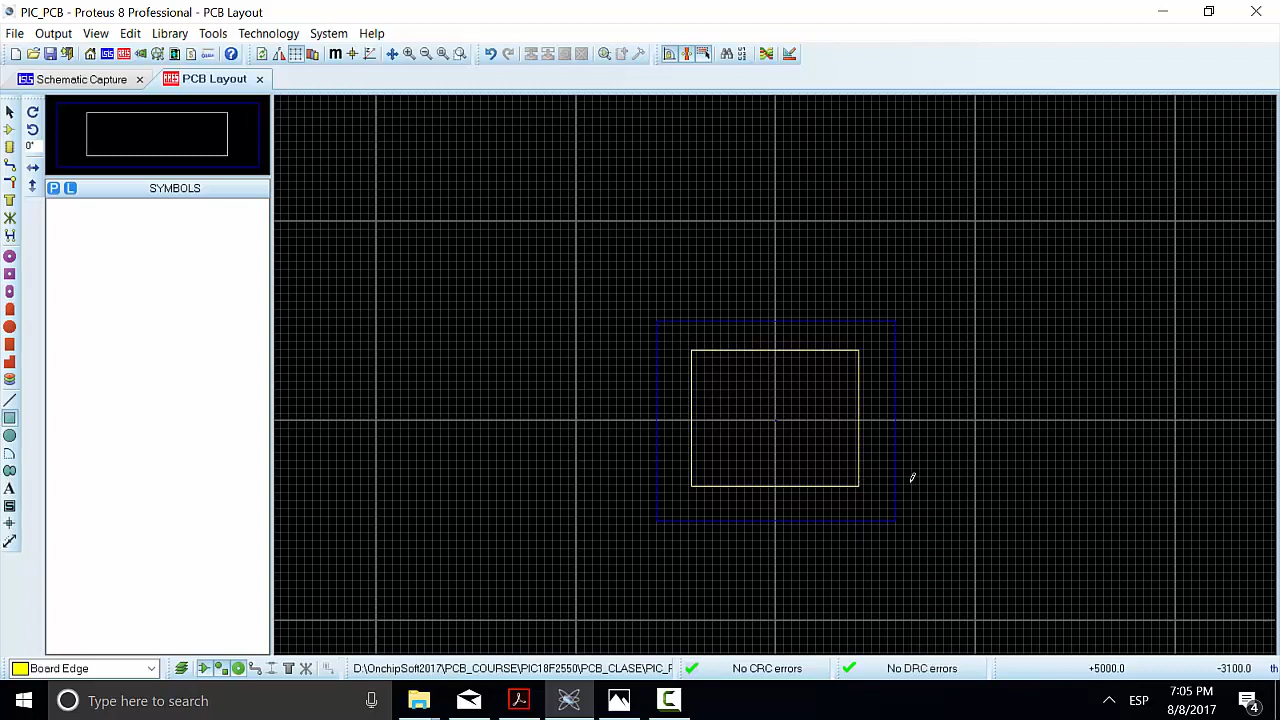 PIC_PCB - Proteus 8 Professional - PCB Layout
File Output View Edit Library Tools Technology System Help
Schematic Capture
PCB Layout
0°
P L SYMBOLS
Board Edge
D:\OnchipSoft2017\PCB_COURSE\PIC18F2550\PCB_CLASE\PIC_F
No CRC errors
No DRC errors
+5000.0
-3100.0
th
Type here to search
ESP
7:05 PM
8/8/2017
4